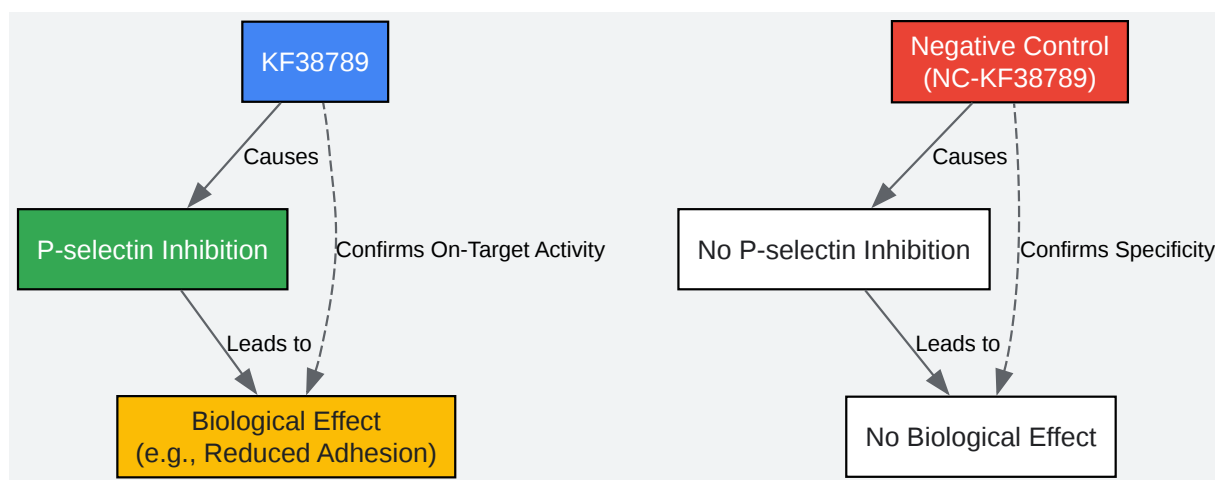 KF38789
Negative Control
(NC-KF38789)
Causes
Causes
P-selectin Inhibition
Confirms On-Target Activity
No P-selectin Inhibition
Confirms Specificity
Leads to
Leads to
Biological Effect
(e.g., Reduced Adhesion)
No Biological Effect